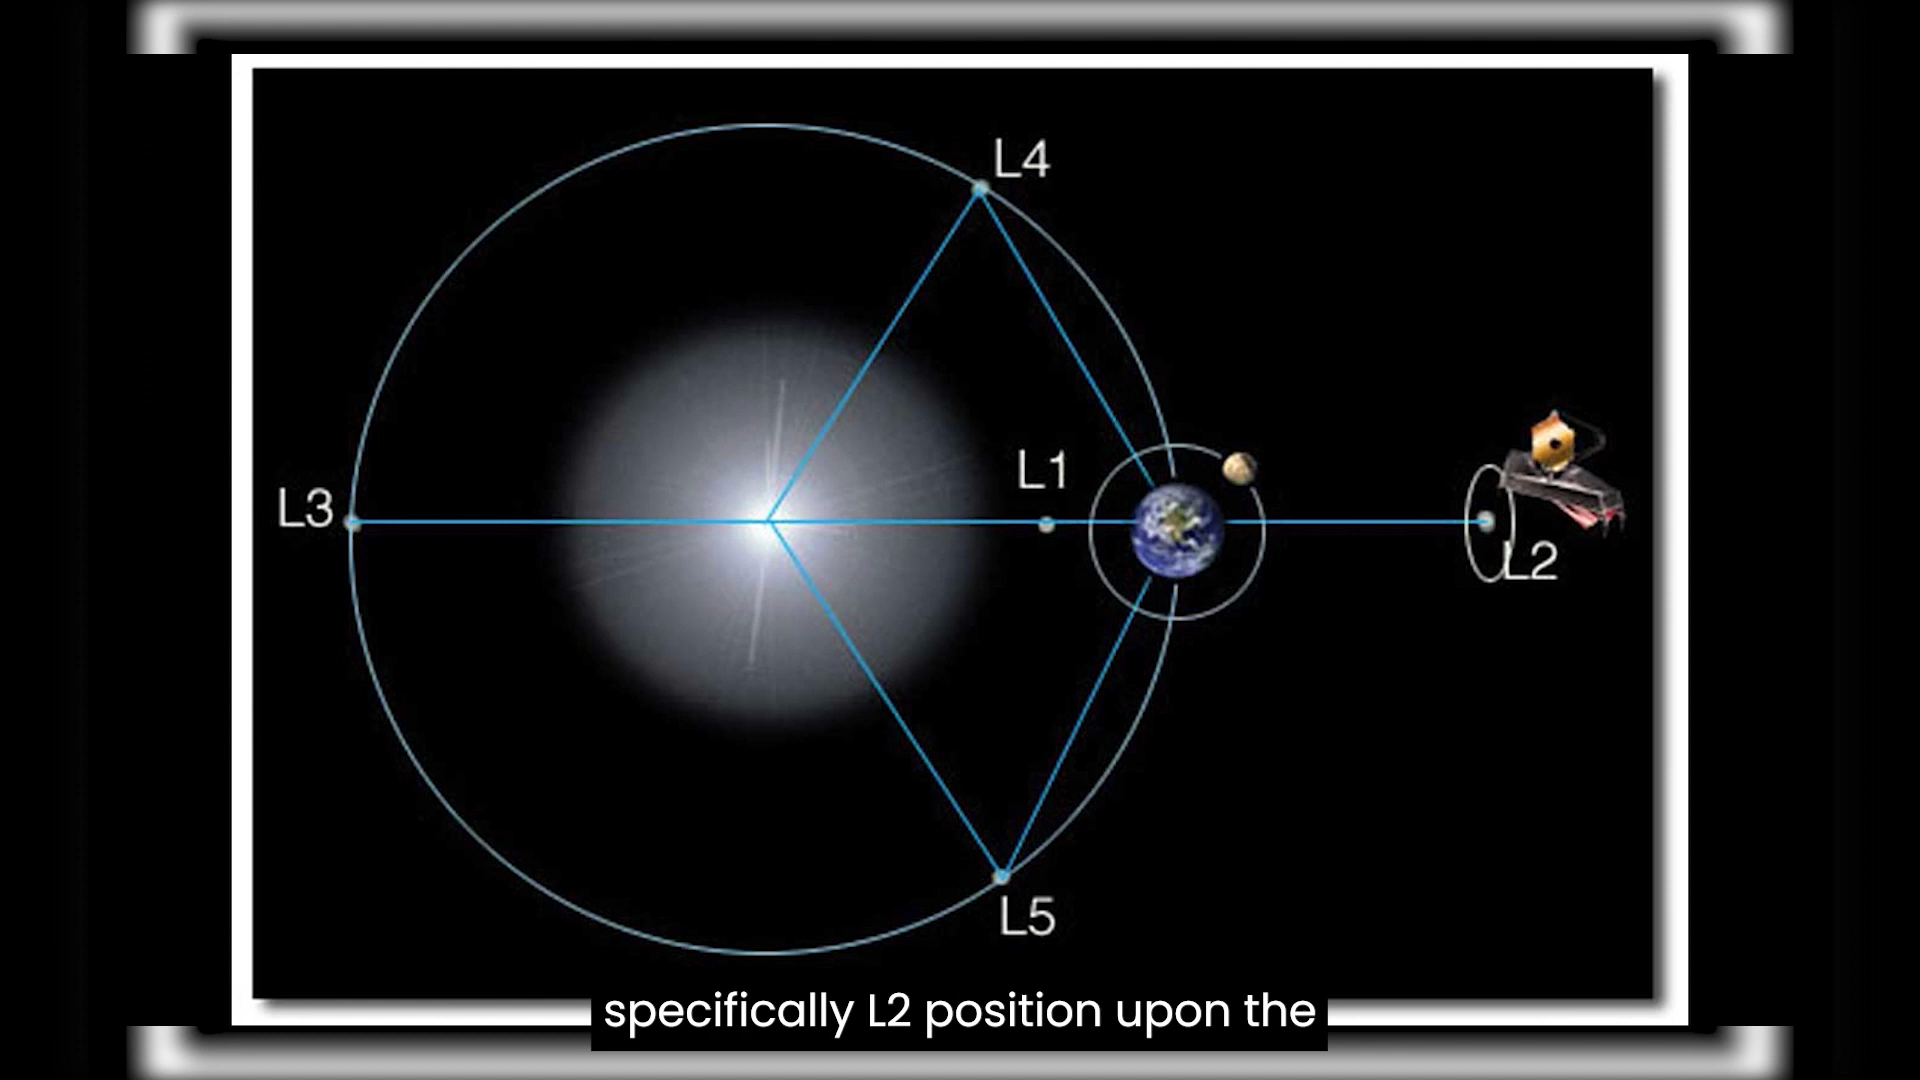 L4
L1
L3
L2
L5
specifically L2 position upon the